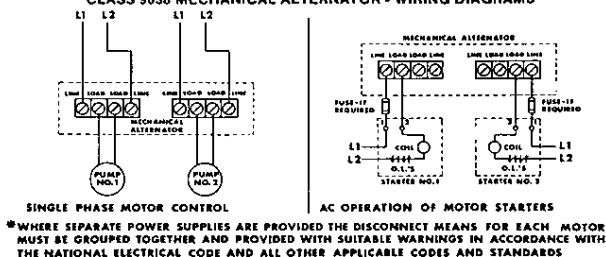 CLASS 9038 MECHANICAL ALTERNATOR - WIRING DIAGRAMS
L1 L2 L1 L2
LINE LOAD LOAD LINE LINE LOAD LOAD LINE
MECHANICAL
ALTERNATOR
PUMP
NO.1
PUMP
NO.2
SINGLE PHASE MOTOR CONTROL
MECHANICAL ALTERNATOR
LINE LOAD LOAD LINE LINE LOAD LOAD LINE
FUSE-IF
REQUIRED
FUSE-IF
REQUIRED
1 2 3 1
L1 COIL COIL L1
L2 L2
O.L.'S O.L.'S
STARTER NO.1 STARTER NO. 2
AC OPERATION OF MOTOR STARTERS
*WHERE SEPARATE POWER SUPPLIES ARE PROVIDED THE DISCONNECT MEANS FOR EACH MOTOR
MUST BE GROUPED TOGETHER AND PROVIDED WITH SUITABLE WARNINGS IN ACCORDANCE WITH
THE NATIONAL ELECTRICAL CODE AND ALL OTHER APPLICABLE CODES AND STANDARDS